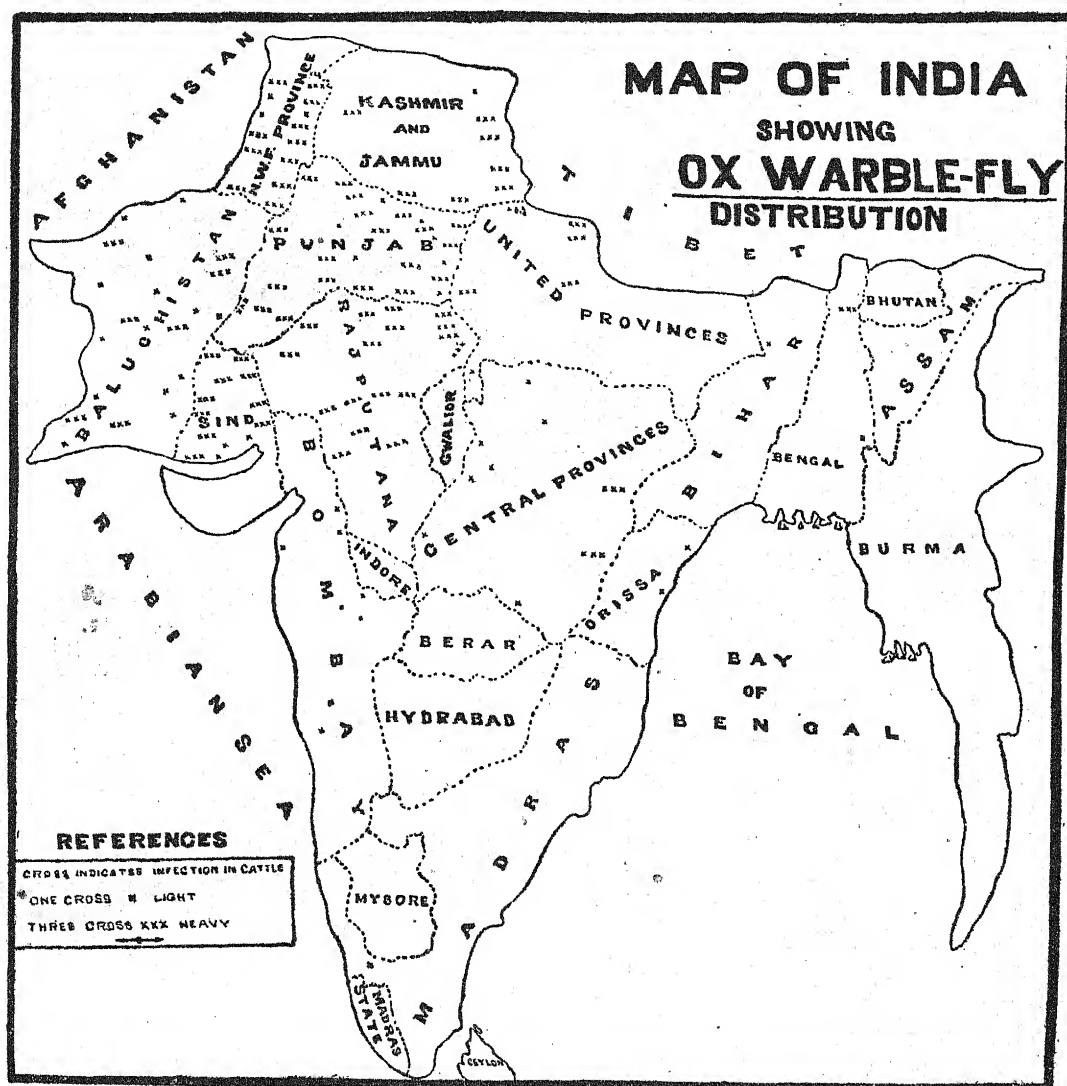 MAP OF INDIA
SHOWING
OX WARBLE-FLY
DISTRIBUTION
AFGHANISTAN
N.W.F. PROVINCE
KASHMIR
AND
JAMMU
TIBET
BALUCHISTAN
PUNJAB
UNITED
PROVINCES
BHUTAN
ASSAM
RAJPUTANA
SIND
GWALIOR
BIHAR
BENGAL
CENTRAL PROVINCES
BOMBAY
INDORE
ORISSA
BURMA
ARABIAN SEA
BERAR
BAY
OF
BENGAL
HYDRABAD
MADRAS
MYSORE
MADRAS
STATE
CEYLON
REFERENCES
CROSS INDICATES INFECTION IN CATTLE
ONE CROSS x LIGHT
THREE CROSS XXX HEAVY